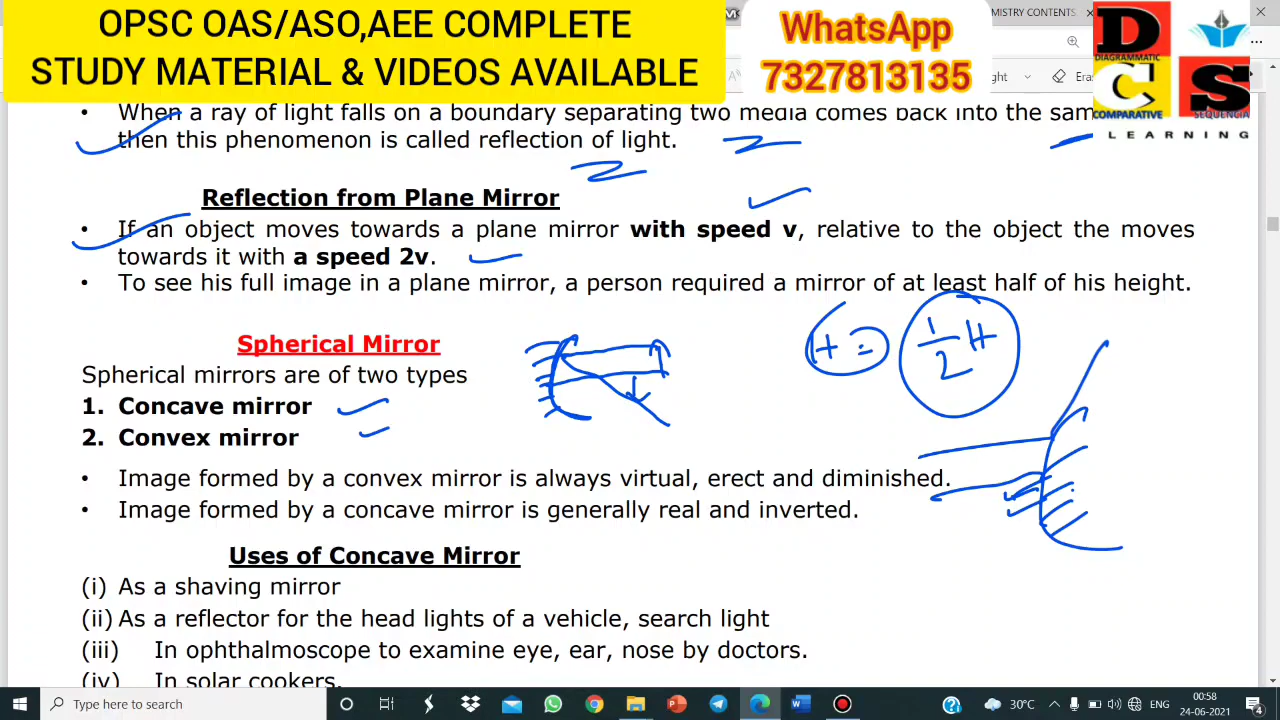 OPSC OAS/ASO,AEE COMPLETE
STUDY MATERIAL & VIDEOS AVAILABLE
WhatsApp
7327813135
MISTRY CONTENTS
Eras
D
DIAGRAMMATIC
C
COMPARATIVE
S
SEQUENCIA
LEARNING
• When a ray of light falls on a boundary separating two media comes back into the sam
then this phenomenon is called reflection of light.
Reflection from Plane Mirror
• If an object moves towards a plane mirror with speed v, relative to the object the moves
towards it with a speed 2v.
• To see his full image in a plane mirror, a person required a mirror of at least half of his height.
1/2 H
Spherical Mirror
Spherical mirrors are of two types
1. Concave mirror
2. Convex mirror
• Image formed by a convex mirror is always virtual, erect and diminished.
• Image formed by a concave mirror is generally real and inverted.
Uses of Concave Mirror
(i) As a shaving mirror
(ii) As a reflector for the head lights of a vehicle, search light
(iii) In ophthalmoscope to examine eye, ear, nose by doctors.
(iv) In solar cookers.
Type here to search
30°C
ENG
00:58
24-06-2021
4